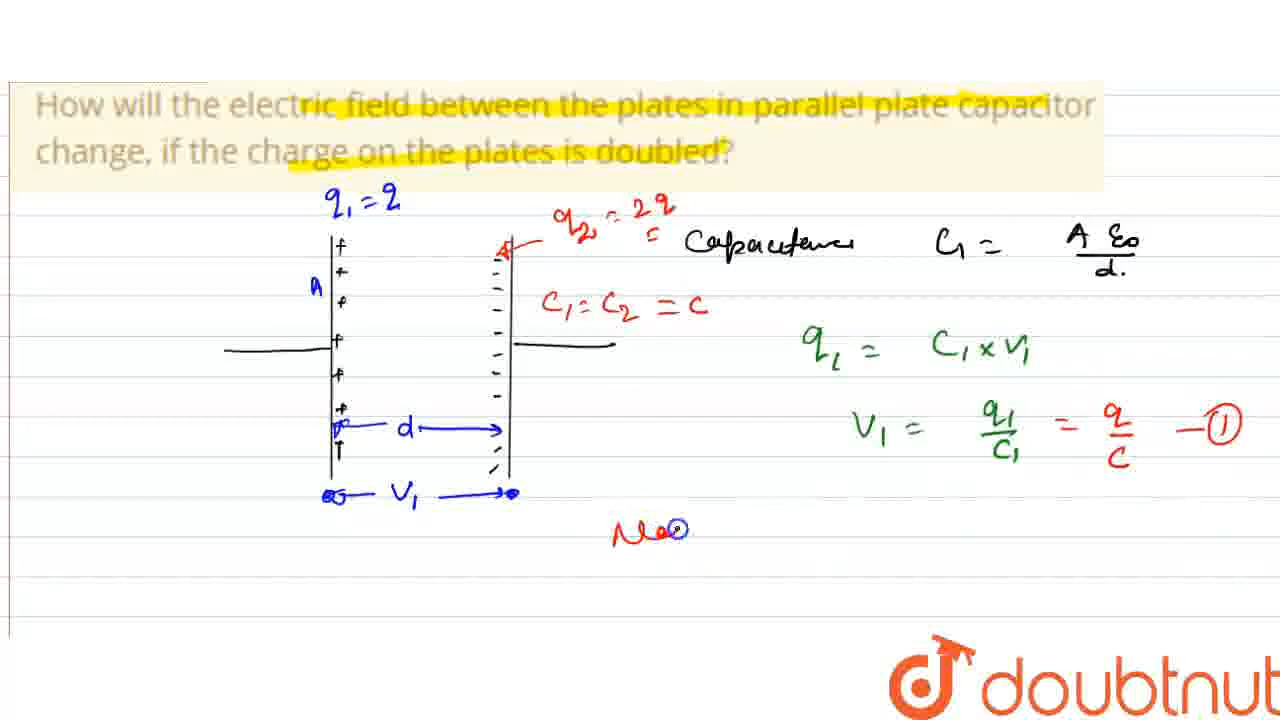 How will the electric field between the plates in parallel plate capacitor
change, if the charge on the plates is doubled?
q₁ = q
q₂ = 2q
=
Capacitance C₁ = A ε₀ / d.
A
C₁ = C₂ = C
q₁ = C₁ × V₁
V₁ = q₁/C₁ = q/C — ①
d
V₁
doubtnut